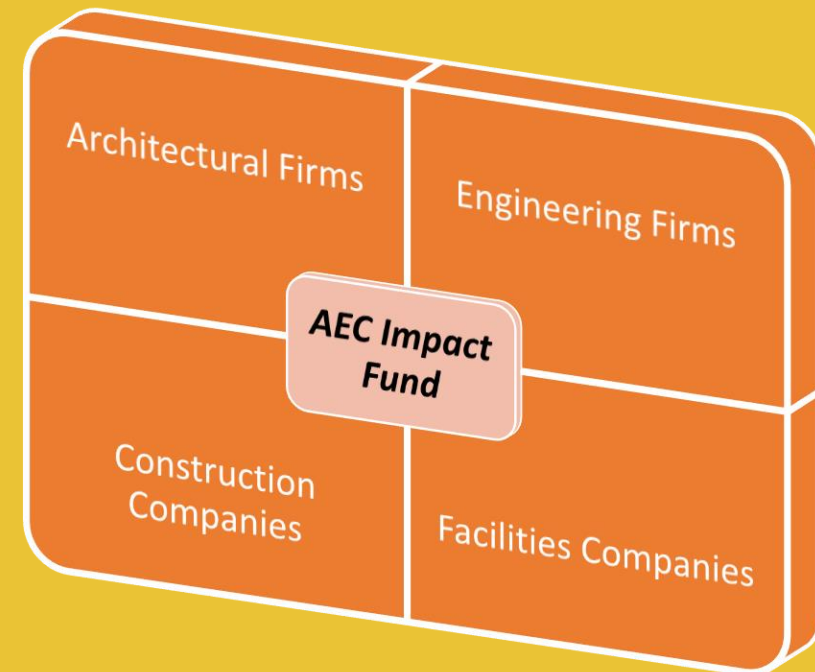 Architectural Firms
Engineering Firms
AEC Impact
Fund
Construction
Companies
Facilities Companies